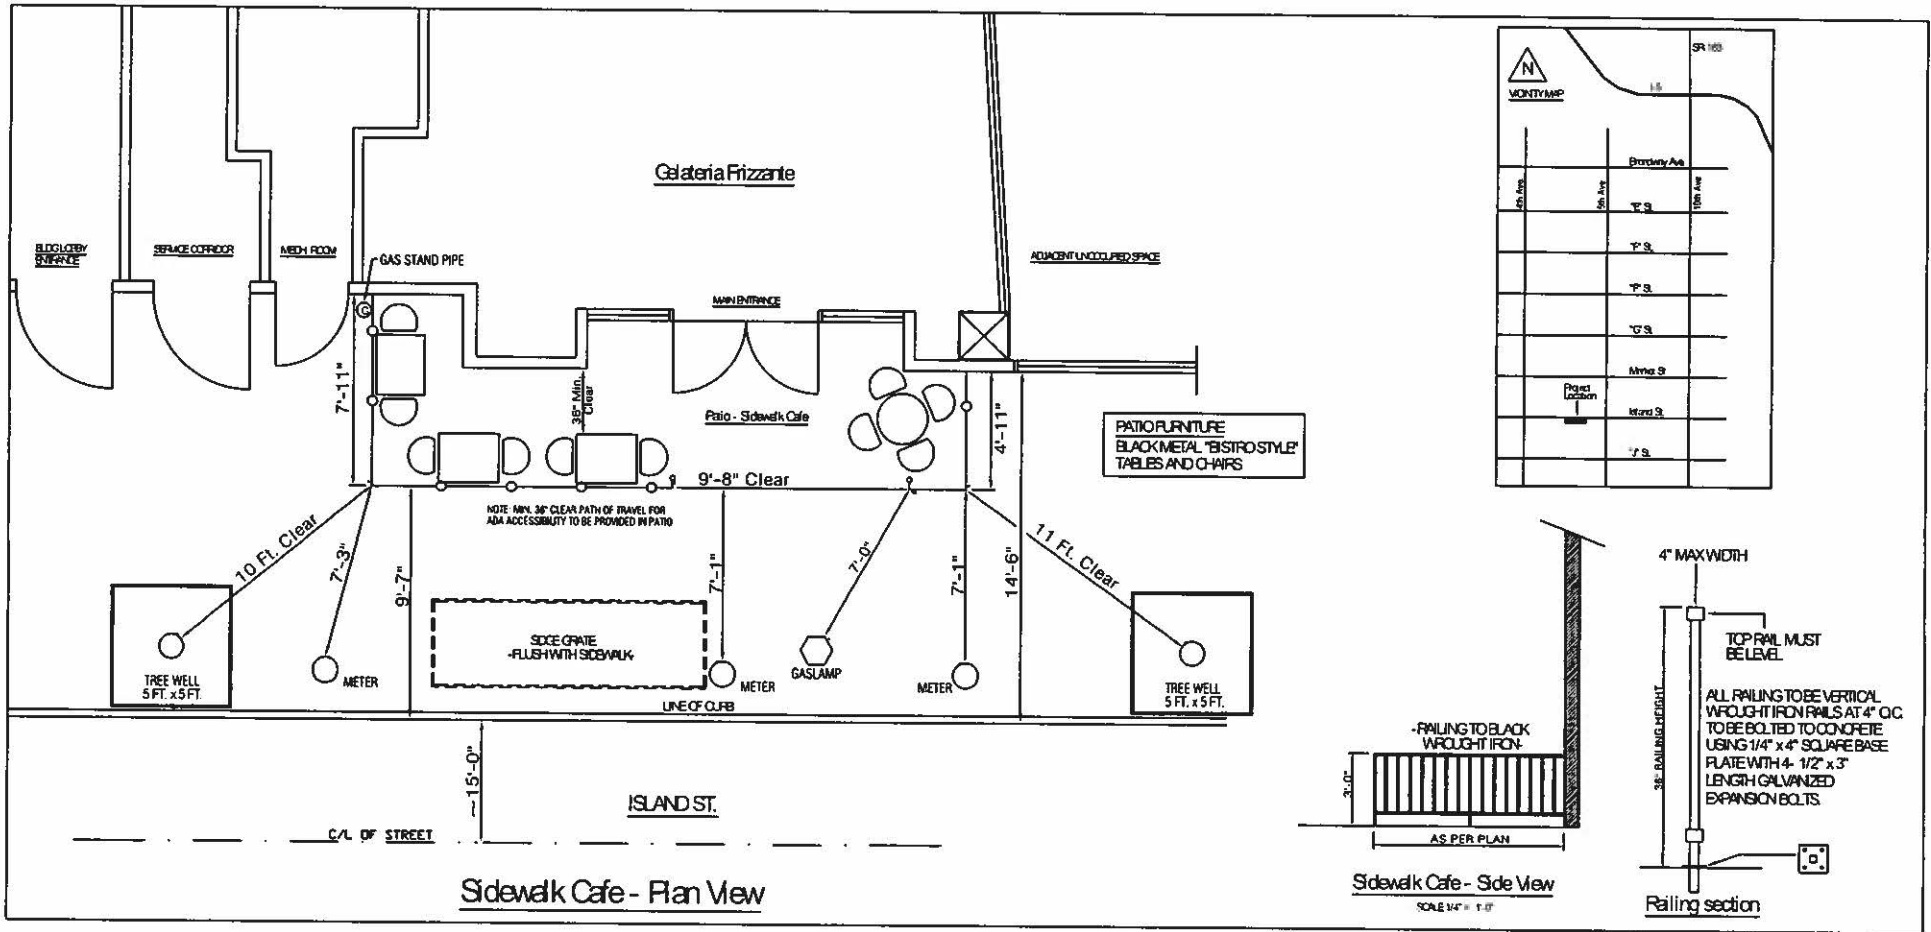 Gelateria Frizzante
BLDG LOBBY
ENTRANCE
SERVICE CORRIDOR
MECH ROOM
GAS STAND PIPE
MAIN ENTRANCE
ADJACENT UNOCCUPIED SPACE
7'-11"
36" Min.
Clear
Patio - Sidewalk Cafe
4'-11"
PATIO FURNITURE
BLACK METAL "BISTRO STYLE"
TABLES AND CHAIRS
9'-8" Clear
NOTE: MIN. 36" CLEAR PATH OF TRAVEL FOR
ADA ACCESSIBILITY TO BE PROVIDED IN PATIO
10 Ft. Clear
7'-3"
9'-7"
7'-1"
7'-0"
7'-1"
14'-6"
11 Ft. Clear
GRATE
-FLUSH WITH SIDEWALK-
TREE WELL
5 FT. x 5 FT.
METER
METER
GASLAMP
METER
TREE WELL
5 FT. x 5 FT.
LINE OF CURB
~15'-0"
ISLAND ST.
C/L OF STREET
Sidewalk Cafe - Plan View
N
VICINITY MAP
SR 163
I-5
4th Ave
5th Ave
10th Ave
Broadway Ave
"E" St.
"F" St.
"F" St.
"G" St.
Market St
Project
Location
Island St.
"J" St.
-RAILING TO BLACK
WROUGHT IRON-
3'-0"
AS PER PLAN
Sidewalk Cafe - Side View
SCALE 1/4" = 1'-0"
4" MAX WIDTH
TOP RAIL MUST
BE LEVEL
36" RAILING HEIGHT
ALL RAILING TO BE VERTICAL
WROUGHT IRON RAILS AT 4" O.C.
TO BE BOLTED TO CONCRETE
USING 1/4" x 4" SQUARE BASE
PLATE WITH 4- 1/2" x 3"
LENGTH GALVANIZED
EXPANSION BOLTS.
Railing section